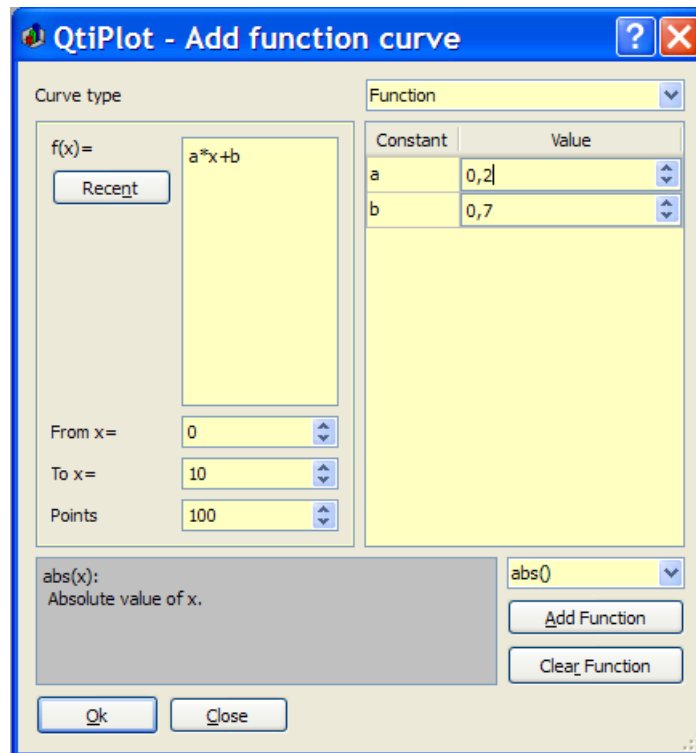 QtiPlot - Add function curve
Curve type
Function
f(x)=
Recent
a*x+b
Constant Value
a 0,2
b 0,7
From x= 0
To x= 10
Points 100
abs(x):
Absolute value of x.
abs()
Add Function
Clear Function
Ok
Close